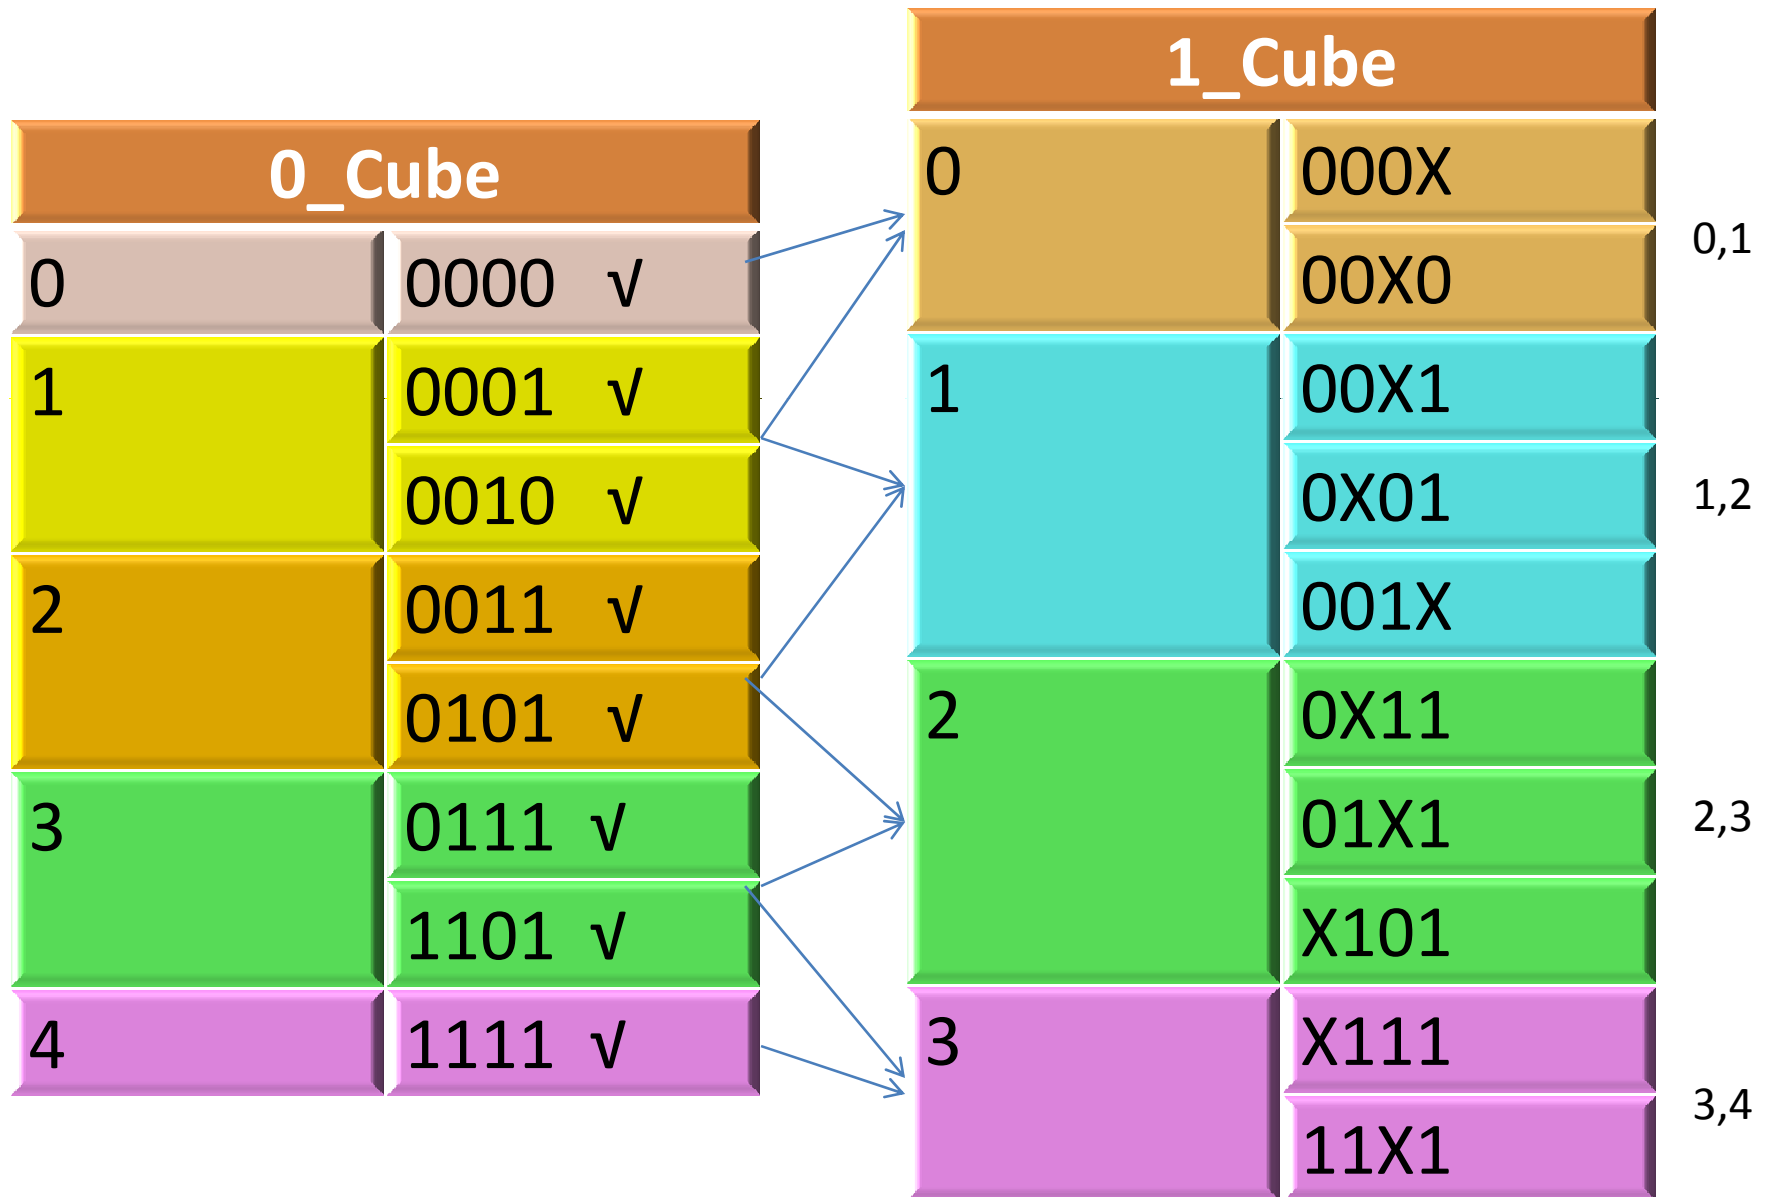 0_Cube
0 0000 √
1 0001 √
0010 √
2 0011 √
0101 √
3 0111 √
1101 √
4 1111 √
1_Cube
0 000X
00X0
0,1
1 00X1
0X01
001X
1,2
2 0X11
01X1
X101
2,3
3 X111
11X1
3,4